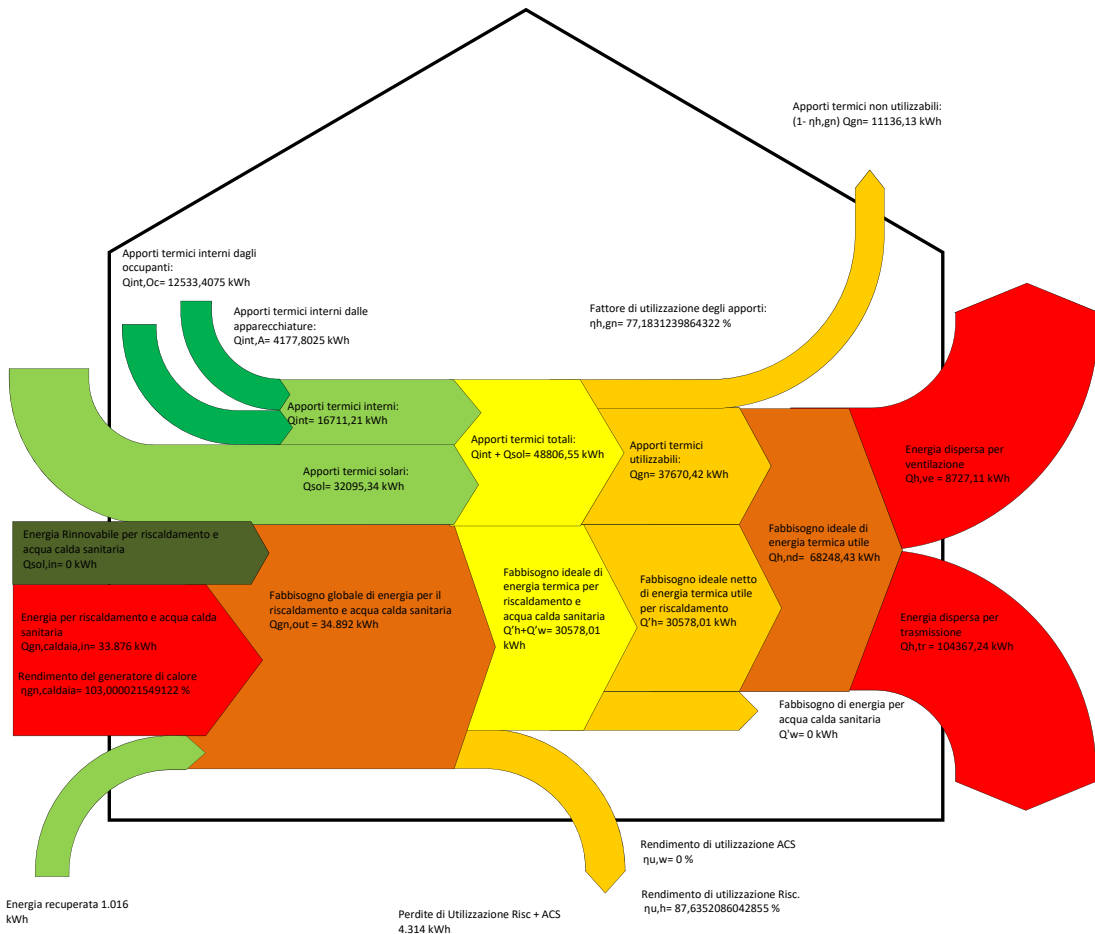 Apporti termici non utilizzabili:
(1- ηh,gn) Qgn= 11136,13 kWh
Apporti termici interni dagli
occupanti:
Qint,Oc= 12533,4075 kWh
Apporti termici interni dalle
apparecchiature:
Qint,A= 4177,8025 kWh
Fattore di utilizzazione degli apporti:
ηh,gn= 77,1831239864322 %
Apporti termici interni:
Qint= 16711,21 kWh
Apporti termici totali:
Qint + Qsol= 48806,55 kWh
Apporti termici
utilizzabili:
Qgn= 37670,42 kWh
Energia dispersa per
ventilazione
Qh,ve = 8727,11 kWh
Apporti termici solari:
Qsol= 32095,34 kWh
Energia Rinnovabile per riscaldamento e
acqua calda sanitaria
Qsol,in= 0 kWh
Fabbisogno ideale di
energia termica utile
Qh,nd=  68248,43 kWh
Fabbisogno globale di energia per il
riscaldamento e acqua calda sanitaria
Qgn,out = 34.892 kWh
Fabbisogno ideale di
energia termica per
riscaldamento e
acqua calda sanitaria
Q’h+Q’w= 30578,01
kWh
Fabbisogno ideale netto
di energia termica utile
per riscaldamento
Q’h= 30578,01 kWh
Energia per riscaldamento e acqua calda
sanitaria
Qgn,caldaia,in= 33.876 kWh
Energia dispersa per
trasmissione
Qh,tr = 104367,24 kWh
Rendimento del generatore di calore
ηgn,caldaia= 103,000021549122 %
Fabbisogno di energia per
acqua calda sanitaria
Q'w= 0 kWh
Rendimento di utilizzazione ACS
ηu,w= 0 %
Rendimento di utilizzazione Risc.
ηu,h= 87,6352086042855 %
Energia recuperata 1.016
kWh
Perdite di Utilizzazione Risc + ACS
4.314 kWh